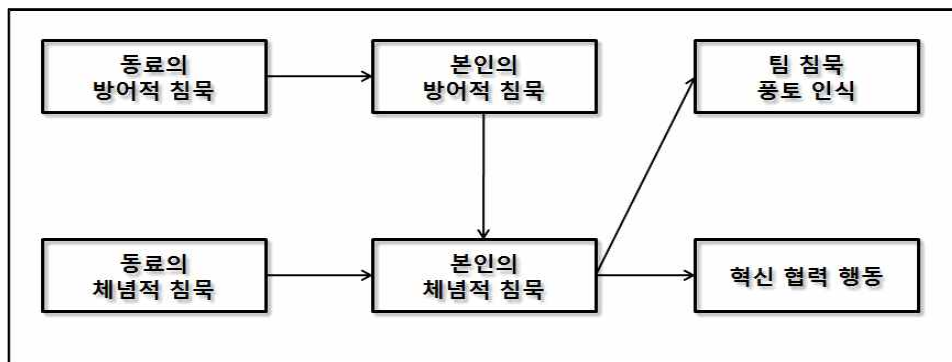 동료의
방어적 침묵
본인의
방어적 침묵
팀 침묵
풍토 인식
동료의
체념적 침묵
본인의
체념적 침묵
혁신 협력 행동